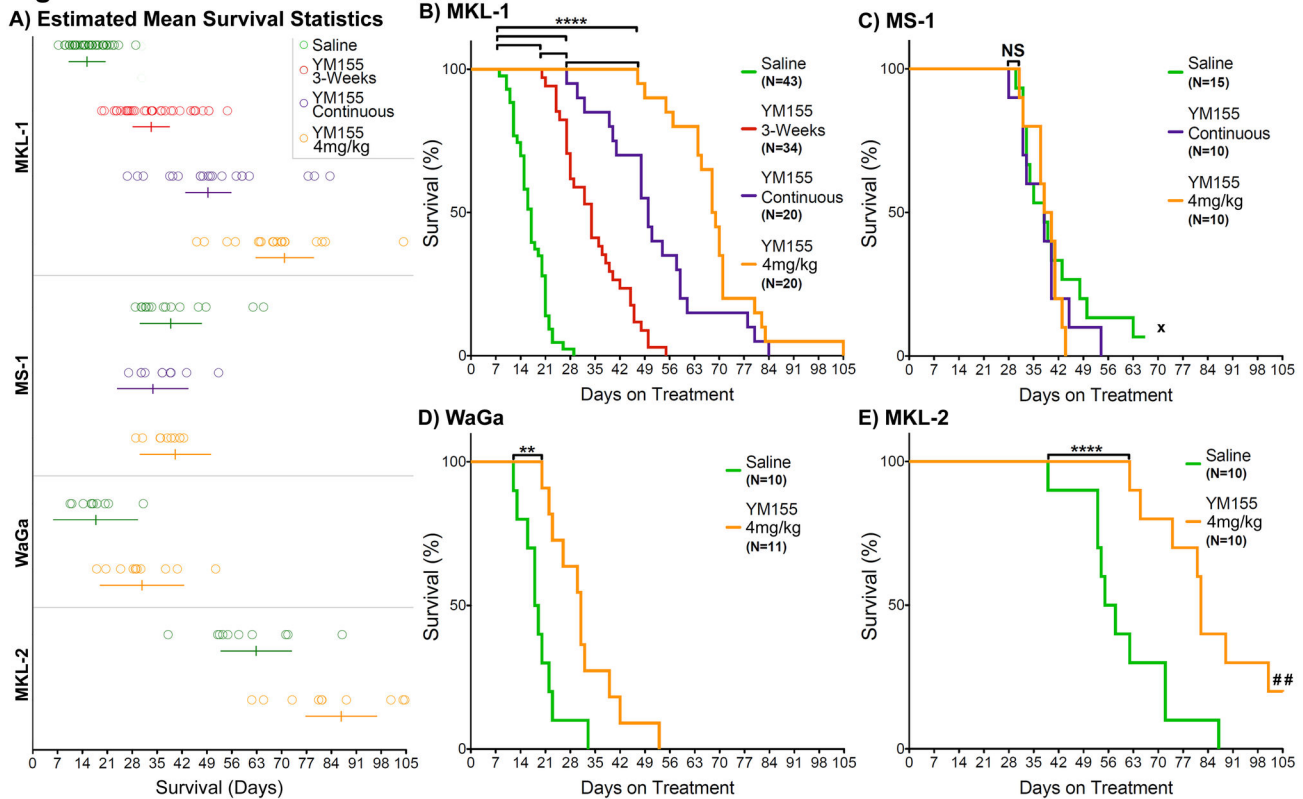 A) Estimated Mean Survival Statistics
Saline
YM155
3-Weeks
YM155
Continuous
YM155
4mg/kg
MKL-1
MS-1
WaGa
MKL-2
0 7 14 21 28 35 42 49 56 63 70 77 84 91 98 105
Survival (Days)
B) MKL-1
****
100
50
0
Survival (%)
Saline
(N=43)
YM155
3-Weeks
(N=34)
YM155
Continuous
(N=20)
YM155
4mg/kg
(N=20)
0 7 14 21 28 35 42 49 56 63 70 77 84 91 98 105
Days on Treatment
C) MS-1
NS
100
50
0
Survival (%)
Saline
(N=15)
YM155
Continuous
(N=10)
YM155
4mg/kg
(N=10)
x
0 7 14 21 28 35 42 49 56 63 70 77 84 91 98 105
Days on Treatment
D) WaGa
**
100
50
0
Survival (%)
Saline
(N=10)
YM155
4mg/kg
(N=11)
0 7 14 21 28 35 42 49 56 63 70 77 84 91 98 105
Days on Treatment
E) MKL-2
****
100
50
0
Survival (%)
Saline
(N=10)
YM155
4mg/kg
(N=10)
##
0 7 14 21 28 35 42 49 56 63 70 77 84 91 98 105
Days on Treatment